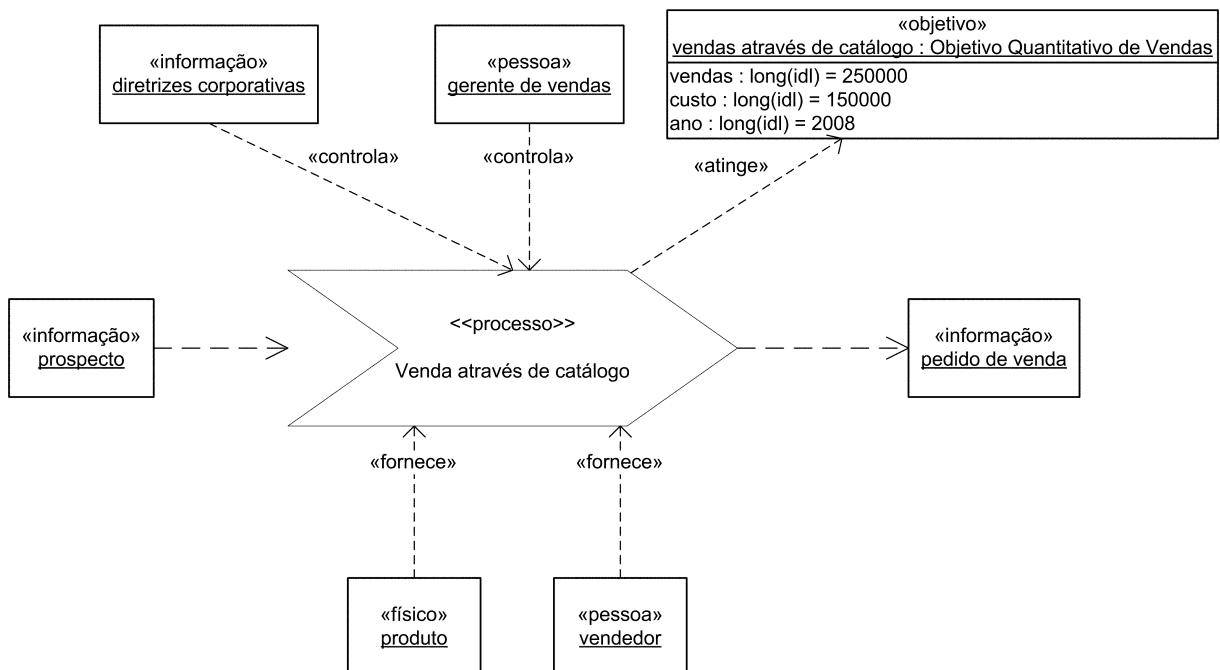 «objetivo»
vendas através de catálogo : Objetivo Quantitativo de Vendas
vendas : long(idl) = 250000
custo : long(idl) = 150000
ano : long(idl) = 2008
«informação»
diretrizes corporativas
«pessoa»
gerente de vendas
«controla»
«controla»
«atinge»
«informação»
prospecto
<<processo>>
Venda através de catálogo
«informação»
pedido de venda
«fornece»
«fornece»
«físico»
produto
«pessoa»
vendedor